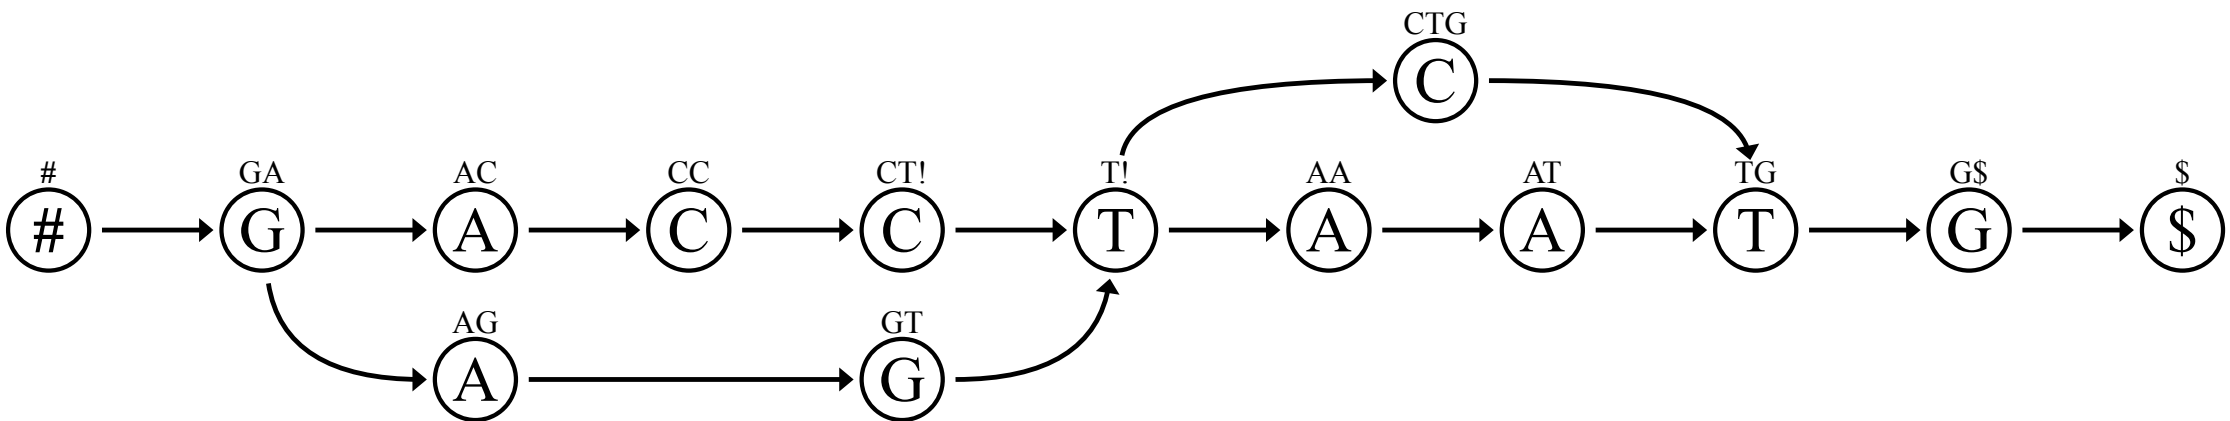 CTG
C
# GA AC CC CT! T! AA AT TG G$ $
# G A C C T A A T G $
AG GT
A G